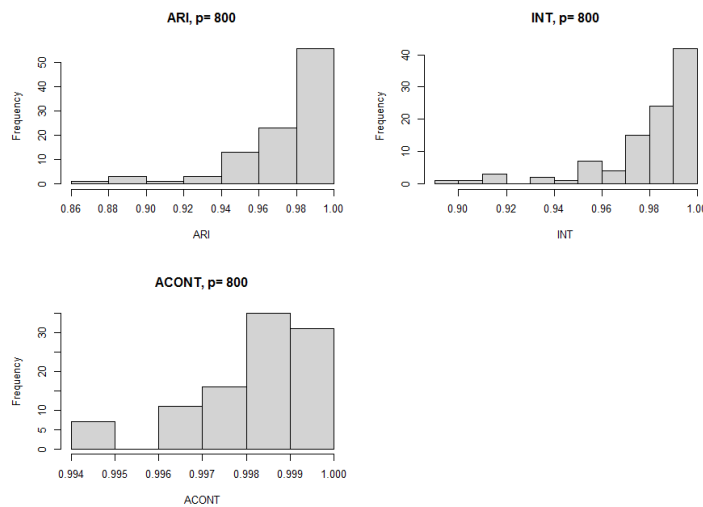 ARI, p= 800
Frequency
0 10 20 30 40 50
0.86 0.88 0.90 0.92 0.94 0.96 0.98 1.00
ARI
INT, p= 800
Frequency
0 10 20 30 40
0.90 0.92 0.94 0.96 0.98 1.00
INT
ACONT, p= 800
Frequency
0 5 10 20 30
0.994 0.995 0.996 0.997 0.998 0.999 1.000
ACONT